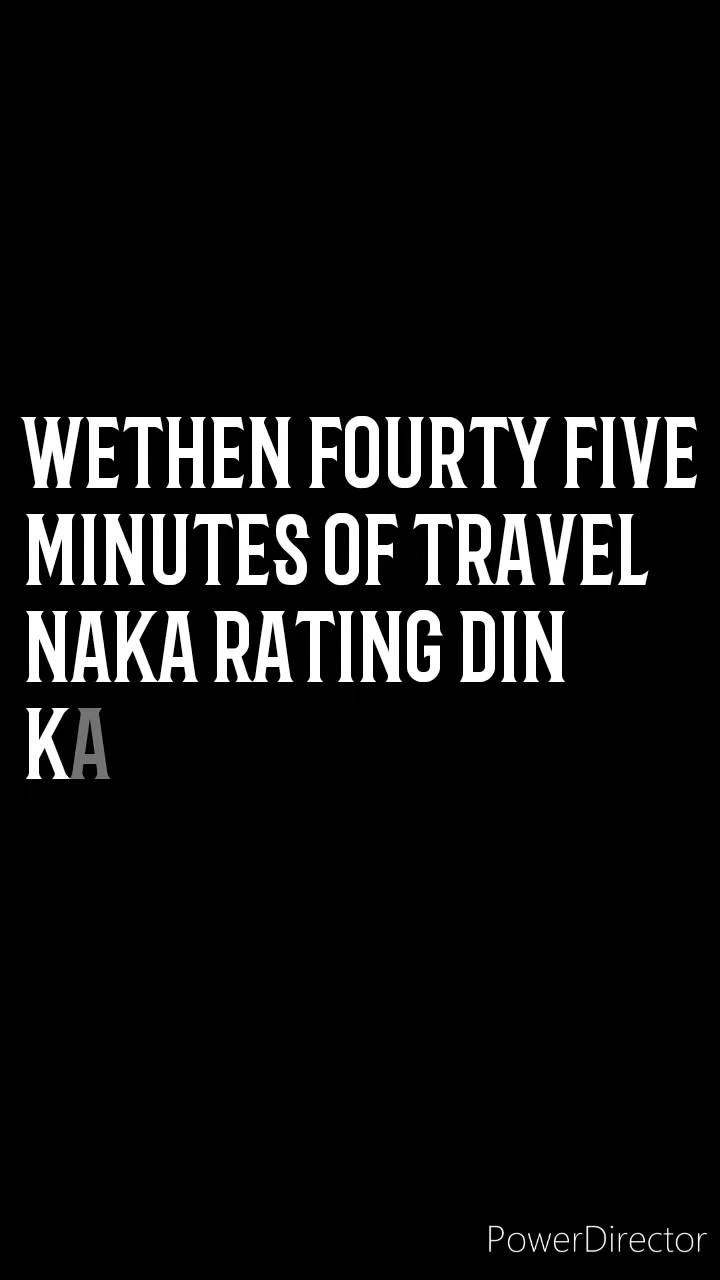 WETHEN FOURTY FIVE
MINUTES OF TRAVEL
NAKA RATING DIN
KA
PowerDirector